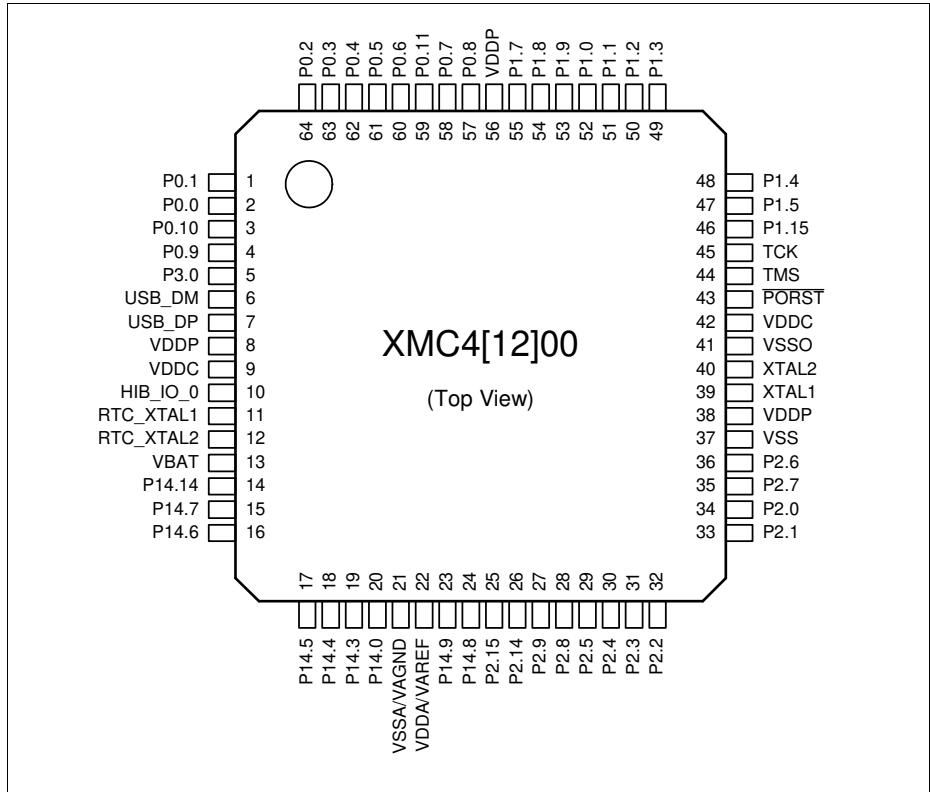 P0.2
P0.3
P0.4
P0.5
P0.6
P0.11
P0.7
P0.8
VDDP
P1.7
P1.8
P1.9
P1.0
P1.1
P1.2
P1.3
64
63
62
61
60
59
58
57
56
55
54
53
52
51
50
49
P0.1 1
P0.0 2
P0.10 3
P0.9 4
P3.0 5
USB_DM 6
USB_DP 7
VDDP 8
VDDC 9
HIB_IO_0 10
RTC_XTAL1 11
RTC_XTAL2 12
VBAT 13
P14.14 14
P14.7 15
P14.6 16
XMC4[12]00
(Top View)
48 P1.4
47 P1.5
46 P1.15
45 TCK
44 TMS
43 PORST
42 VDDC
41 VSSO
40 XTAL2
39 XTAL1
38 VDDP
37 VSS
36 P2.6
35 P2.7
34 P2.0
33 P2.1
17
18
19
20
21
22
23
24
25
26
27
28
29
30
31
32
P14.5
P14.4
P14.3
P14.0
VSSA/VAGND
VDDA/VAREF
P14.9
P14.8
P2.15
P2.14
P2.9
P2.8
P2.5
P2.4
P2.3
P2.2